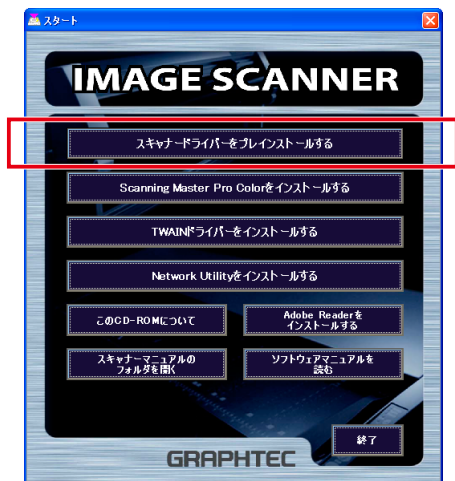 スタート
IMAGE SCANNER
スキャナードライバーをプレインストールする
Scanning Master Pro Colorをインストールする
TWAINドライバーをインストールする
Network Utilityをインストールする
このCD-ROMについて
Adobe Readerを
インストールする
スキャナーマニュアルの
フォルダを開く
ソフトウェアマニュアルを
読む
終了
GRAPHTEC